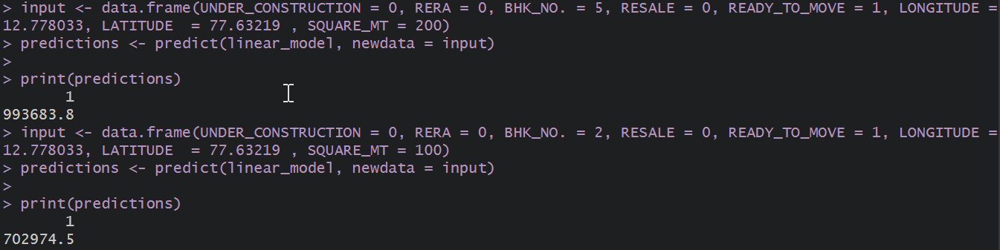 > input <- data.frame(UNDER_CONSTRUCTION = 0, RERA = 0, BHK_NO. = 5, RESALE = 0, READY_TO_MOVE = 1, LONGITUDE =
12.778033, LATITUDE  = 77.63219 , SQUARE_MT = 200)
> predictions <- predict(linear_model, newdata = input)
>
> print(predictions)
       1
993683.8
> input <- data.frame(UNDER_CONSTRUCTION = 0, RERA = 0, BHK_NO. = 2, RESALE = 0, READY_TO_MOVE = 1, LONGITUDE =
12.778033, LATITUDE  = 77.63219 , SQUARE_MT = 100)
> predictions <- predict(linear_model, newdata = input)
>
> print(predictions)
       1
702974.5